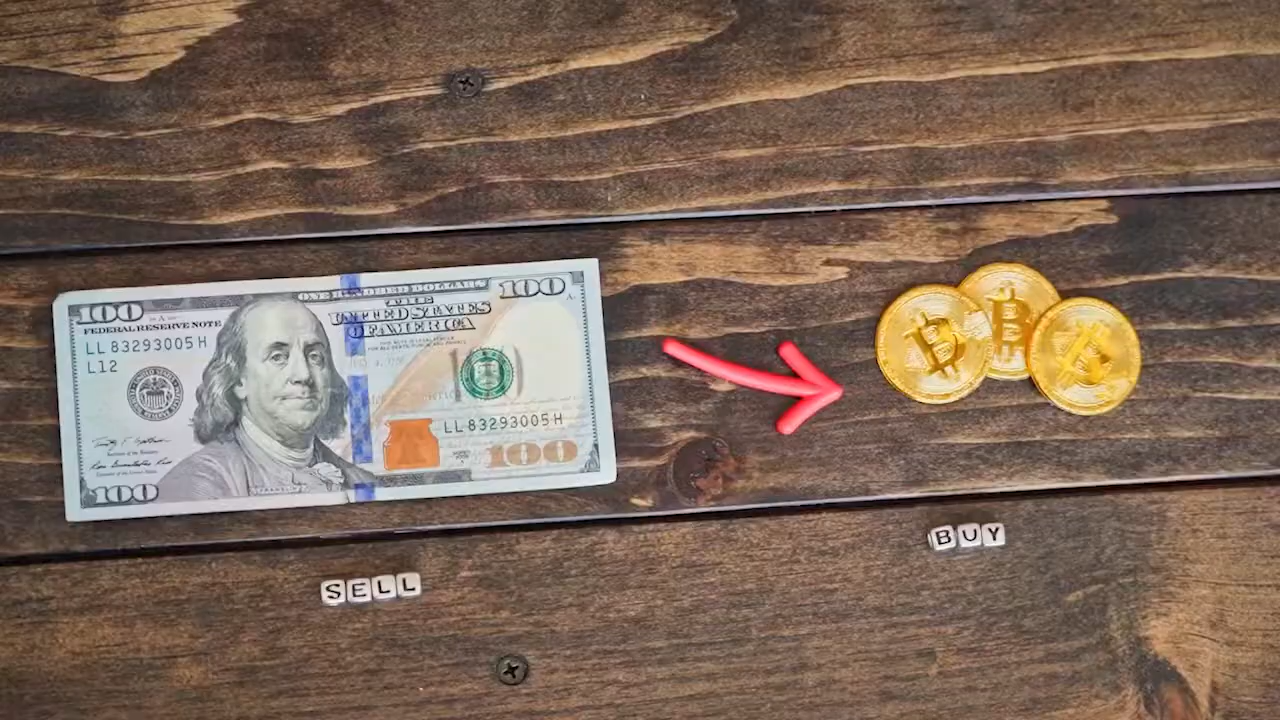 100
FEDERAL RESERVE NOTE
LL 83293005 H
L12
ONE HUNDRED DOLLARS
THE
UNITED STATES
OF AMERICA
100
LL 83293005 H
100
100
SELL
BUY